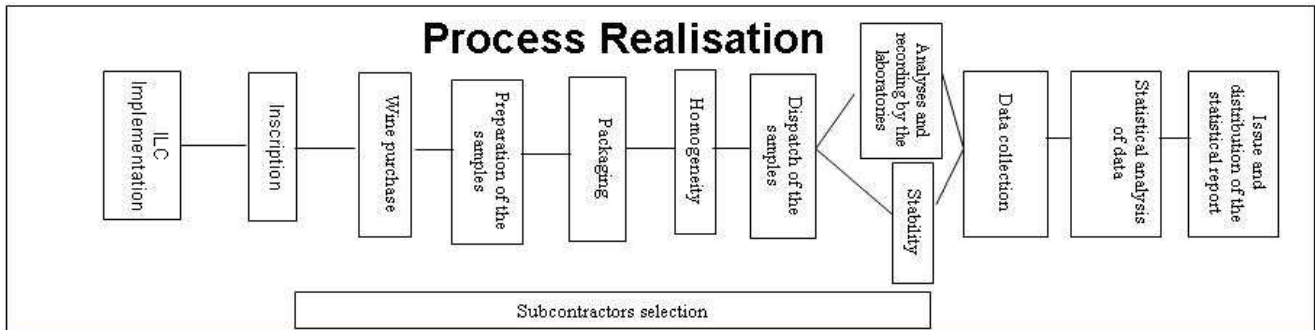 Process Realisation
ILC
Implementation
Inscription
Wine purchase
Preparation of the
samples
Packaging
Homogeneity
Dispatch of the
samples
Analyses and
recording by the
laboratories
Stability
Data collection
Statistical analysis
of data
Issue and
distribution of the
statistical report
Subcontractors selection